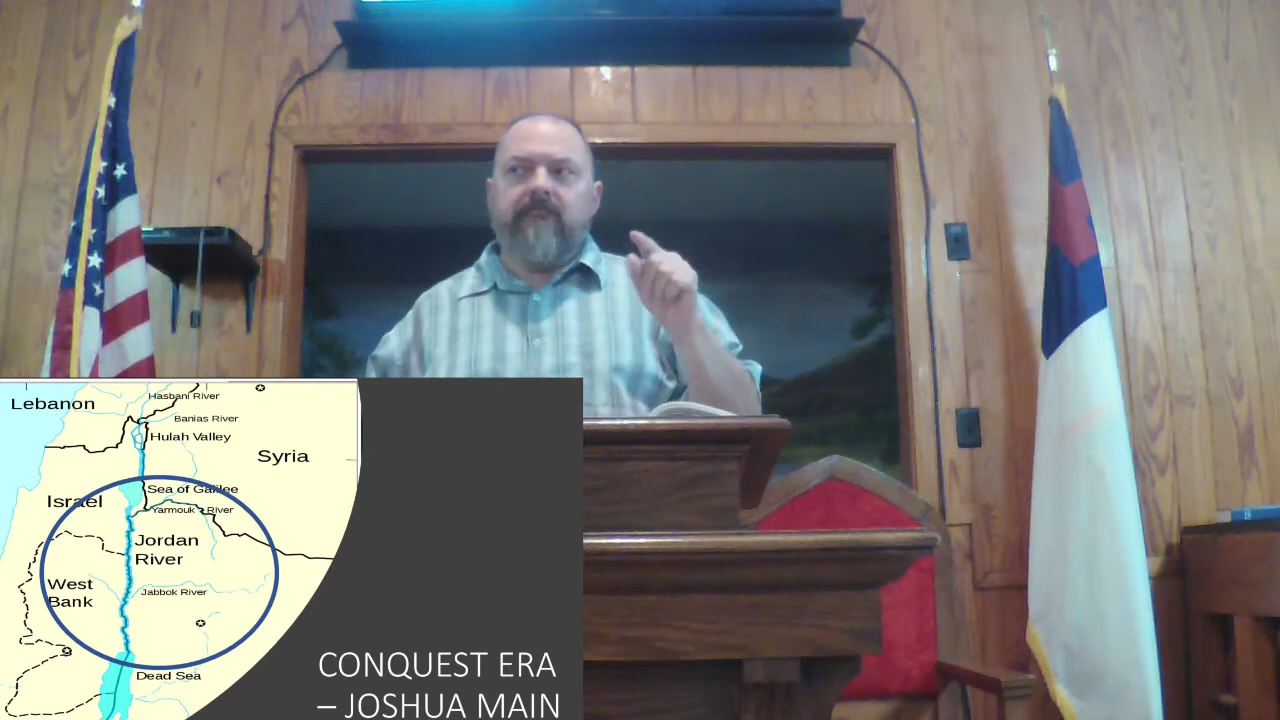 Hasbani River
Lebanon
Banias River
Hulah Valley
Syria
Sea of Galilee
Israel
Yarmouk River
Jordan
River
West
Bank
Jabbok River
Dead Sea
CONQUEST ERA
– JOSHUA MAIN